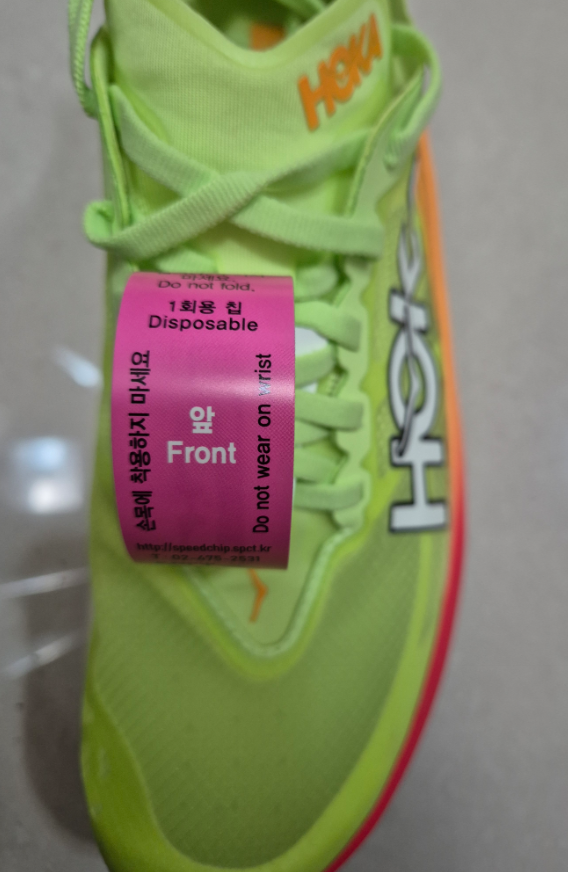 HOKA
Do not fold.
1회용 칩
Disposable
손목에 착용하지 마세요
앞
Front
Do not wear on wrist
http://speedchip.spct.kr
HOKA